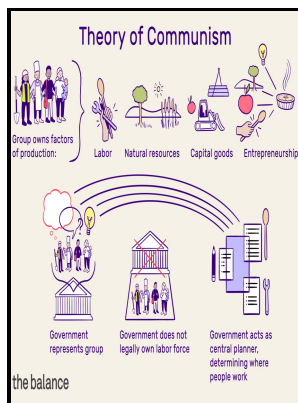 Theory of Communism
Group owns factors
of production:
Labor
Natural resources
Capital goods
Entrepreneurship
Government
represents group
Government does not
legally own labor force
Government acts as
central planner,
determining where
people work
the balance